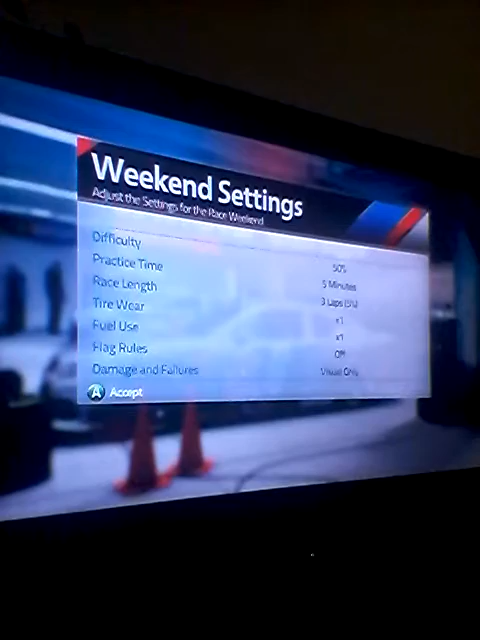 Weekend Settings
Adjust the Settings for the Race Weekend
Difficulty 50%
Practice Time 5 Minutes
Race Length 3 Laps (5%)
Tire Wear x1
Fuel Use x1
Flag Rules Off
Damage and Failures Visual Only
A Accept